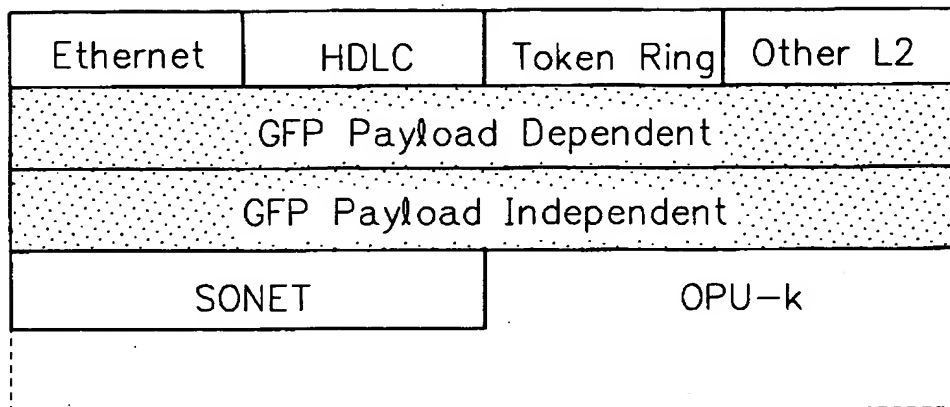 Ethernet HDLC Token Ring Other L2
GFP Payload Dependent
GFP Payload Independent
SONET OPU-k